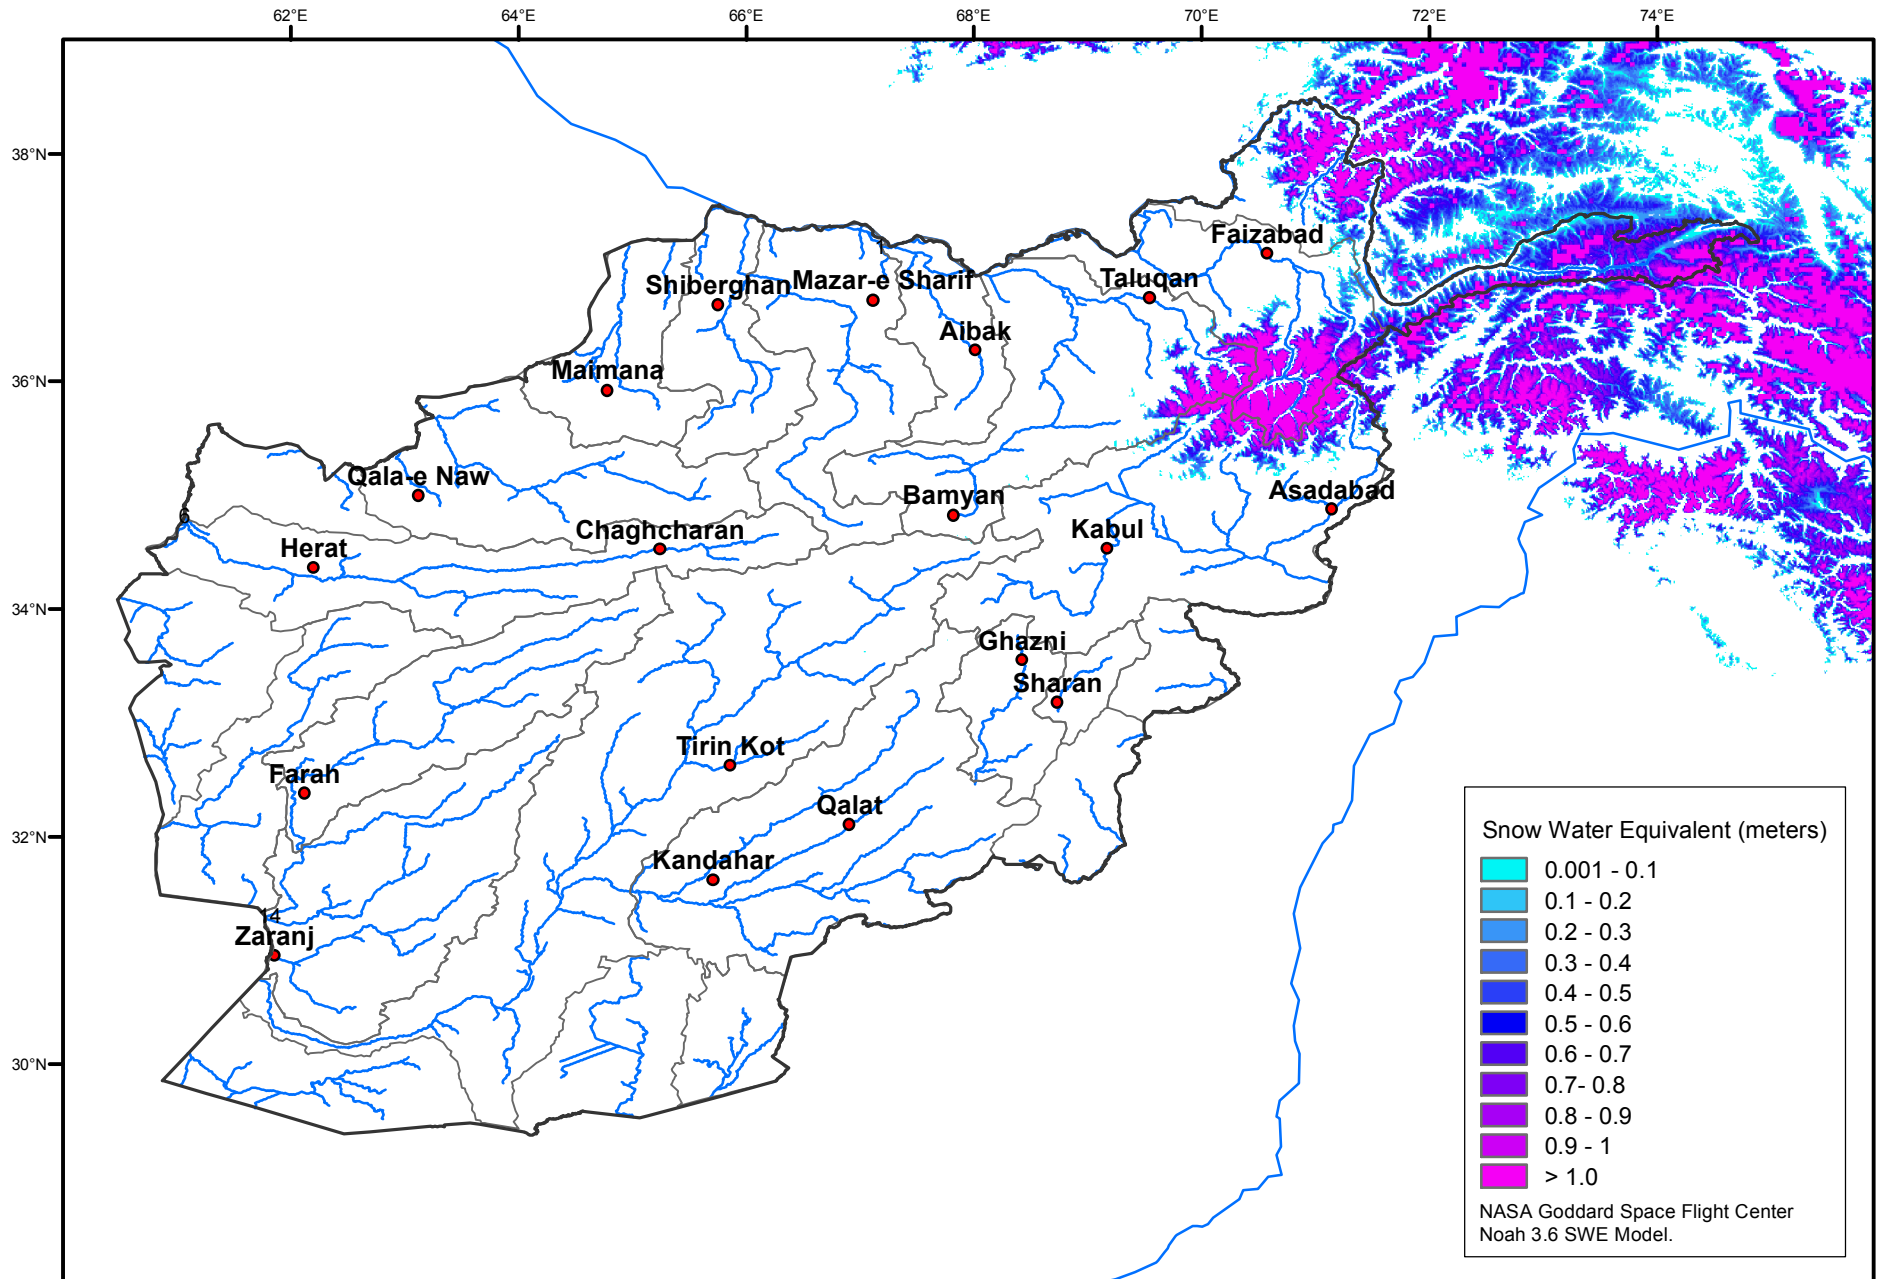 62°E
64°E
66°E
68°E
70°E
72°E
74°E
38°N
36°N
34°N
32°N
30°N
Faizabad
Taluqan
Shiberghan
Mazar-e Sharif
Aibak
Maimana
Qala-e Naw
Bamyan
Asadabad
6
Chaghcharan
Kabul
Herat
Ghazni
Sharan
Tirin Kot
Farah
Qalat
Kandahar
14
Zaranj
Snow Water Equivalent (meters)
0.001 - 0.1
0.1 - 0.2
0.2 - 0.3
0.3 - 0.4
0.4 - 0.5
0.5 - 0.6
0.6 - 0.7
0.7- 0.8
0.8 - 0.9
0.9 - 1
> 1.0
NASA Goddard Space Flight Center
Noah 3.6 SWE Model.